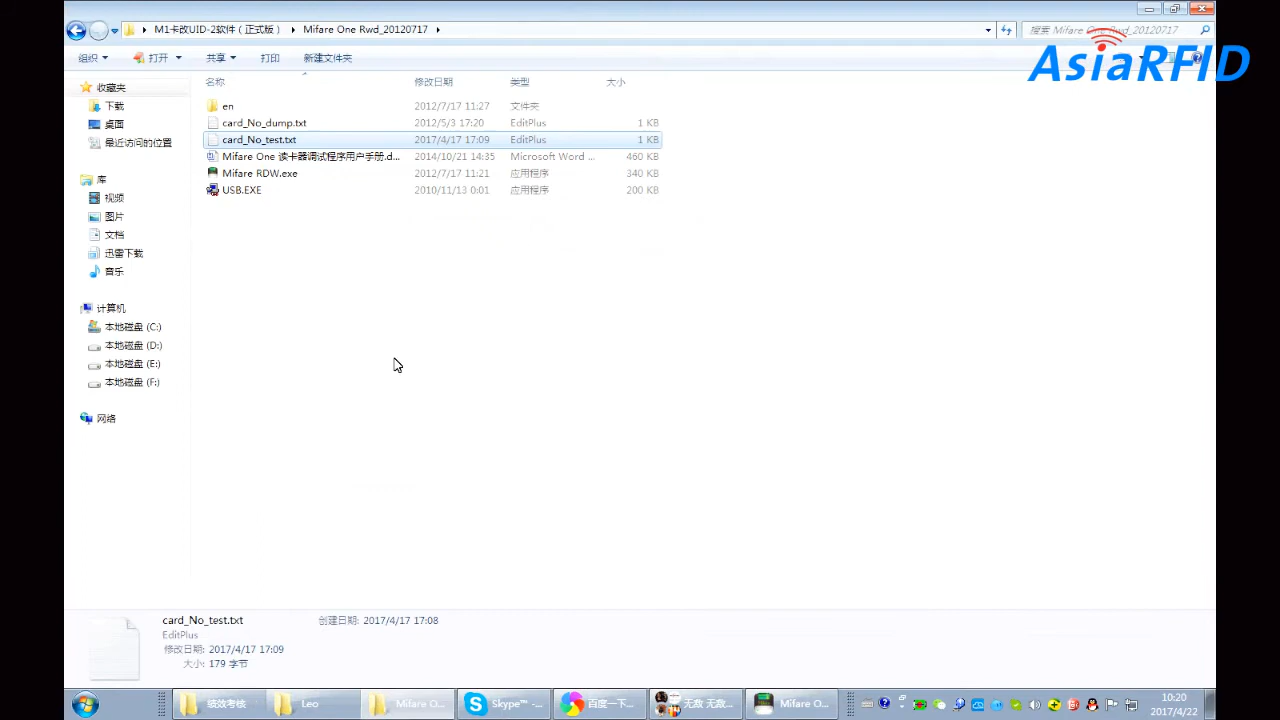 M1卡改UID-2软件（正式版） Mifare One Rwd_20120717
搜索 Mifare One Rwd_20120717
AsiaRFID
组织 打开 共享 打印 新建文件夹
名称 修改日期 类型 大小
收藏夹
下载
桌面
最近访问的位置
库
视频
图片
文档
迅雷下载
音乐
计算机
本地磁盘 (C:)
本地磁盘 (D:)
本地磁盘 (E:)
本地磁盘 (F:)
网络
en 2012/7/17 11:27 文件夹
card_No_dump.txt 2012/5/3 17:20 EditPlus 1 KB
card_No_test.txt 2017/4/17 17:09 EditPlus 1 KB
Mifare One 读卡器调试程序用户手册.d... 2014/10/21 14:35 Microsoft Word ... 460 KB
Mifare RDW.exe 2012/7/17 11:21 应用程序 340 KB
USB.EXE 2010/11/13 0:01 应用程序 200 KB
card_No_test.txt 创建日期: 2017/4/17 17:08
EditPlus
修改日期: 2017/4/17 17:09
大小: 179 字节
绩效考核 Leo Mifare O... Skype™ -... 百度一下... 无敌 无敌... Mifare O...
10:20
2017/4/22